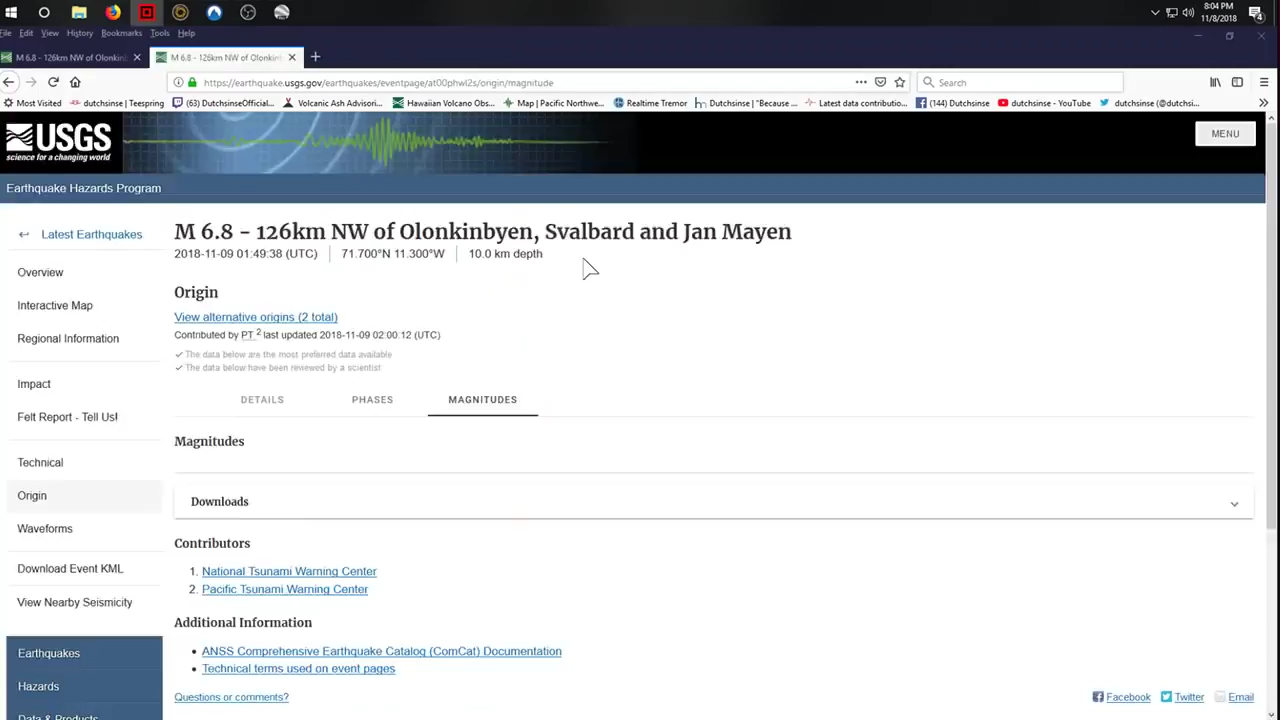 8:04 PM
11/8/2018
4
File Edit View History Bookmarks Tools Help
M 6.8 - 126km NW of Olonkinb
M 6.8 - 126km NW of Olonkinby
https://earthquake.usgs.gov/earthquakes/eventpage/at00phwl2s/origin/magnitude
Search
Most Visited dutchsinse | Teespring (63) DutchsinseOfficial... Volcanic Ash Advisori... Hawaiian Volcano Obs... Map | Pacific Northwe... Realtime Tremor Dutchsinse | "Because ... Latest data contributio... (144) Dutchsinse dutchsinse - YouTube dutchsinse (@dutchsi...
USGS
science for a changing world
MENU
Earthquake Hazards Program
Latest Earthquakes
Overview
Interactive Map
Regional Information
Impact
Felt Report - Tell Us!
Technical
Origin
Waveforms
Download Event KML
View Nearby Seismicity
Earthquakes
Hazards
Data & Products
M 6.8 - 126km NW of Olonkinbyen, Svalbard and Jan Mayen
2018-11-09 01:49:38 (UTC) 71.700°N 11.300°W 10.0 km depth
Origin
View alternative origins (2 total)
Contributed by PT 2 last updated 2018-11-09 02:00:12 (UTC)
The data below are the most preferred data available
The data below have been reviewed by a scientist
DETAILS PHASES MAGNITUDES
Magnitudes
Downloads
Contributors
1. National Tsunami Warning Center
2. Pacific Tsunami Warning Center
Additional Information
• ANSS Comprehensive Earthquake Catalog (ComCat) Documentation
• Technical terms used on event pages
Questions or comments?
Facebook Twitter Email